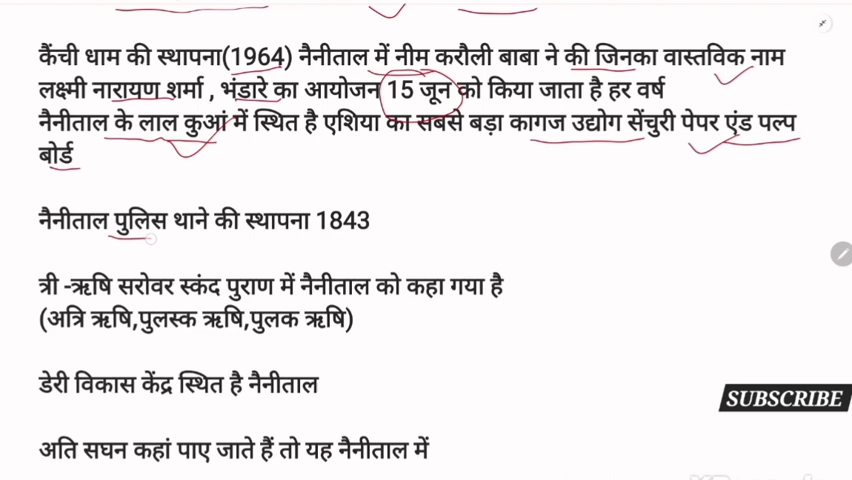 कैंची धाम की स्थापना(1964) नैनीताल में नीम करौली बाबा ने की जिनका वास्तविक नाम
लक्ष्मी नारायण शर्मा , भंडारे का आयोजन 15 जून को किया जाता है हर वर्ष
नैनीताल के लाल कुआं में स्थित है एशिया का सबसे बड़ा कागज उद्योग सेंचुरी पेपर एंड पल्प
बोर्ड
नैनीताल पुलिस थाने की स्थापना 1843
त्री -ऋषि सरोवर स्कंद पुराण में नैनीताल को कहा गया है
(अत्रि ऋषि,पुलस्क ऋषि,पुलक ऋषि)
डेरी विकास केंद्र स्थित है नैनीताल
SUBSCRIBE
अति सघन कहां पाए जाते हैं तो यह नैनीताल में